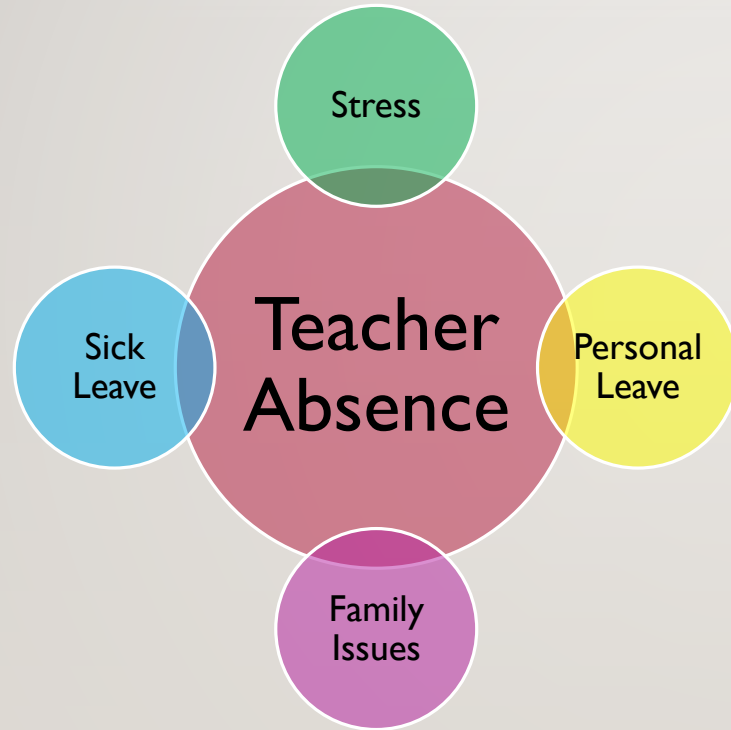 Stress
Sick
Leave
Teacher
Absence
Personal
Leave
Family
Issues